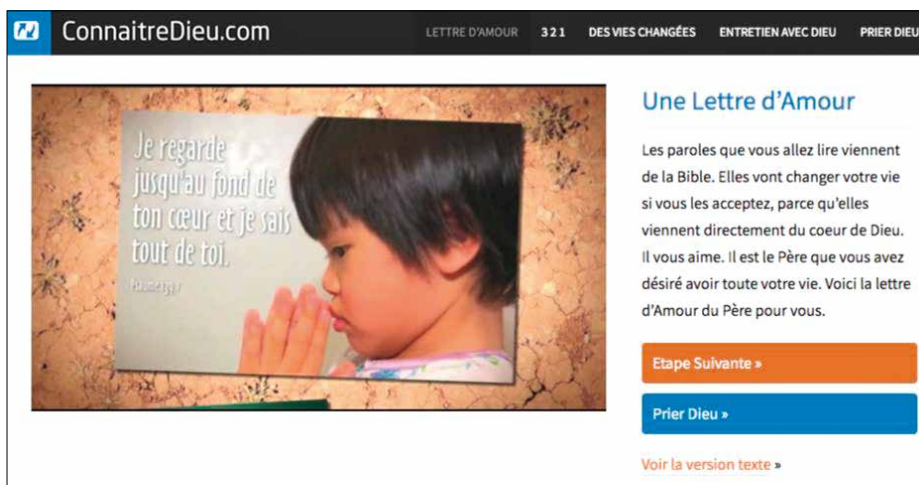 ConnaitreDieu.com
LETTRE D'AMOUR 3 2 1 DES VIES CHANGÉES ENTRETIEN AVEC DIEU PRIER DIEU
Je regarde
jusqu'au fond de
ton cœur et je sais
tout de toi.
Psaume 139.1
Une Lettre d'Amour
Les paroles que vous allez lire viennent
de la Bible. Elles vont changer votre vie
si vous les acceptez, parce qu'elles
viennent directement du coeur de Dieu.
Il vous aime. Il est le Père que vous avez
désiré avoir toute votre vie. Voici la lettre
d'Amour du Père pour vous.
Etape Suivante »
Prier Dieu »
Voir la version texte »